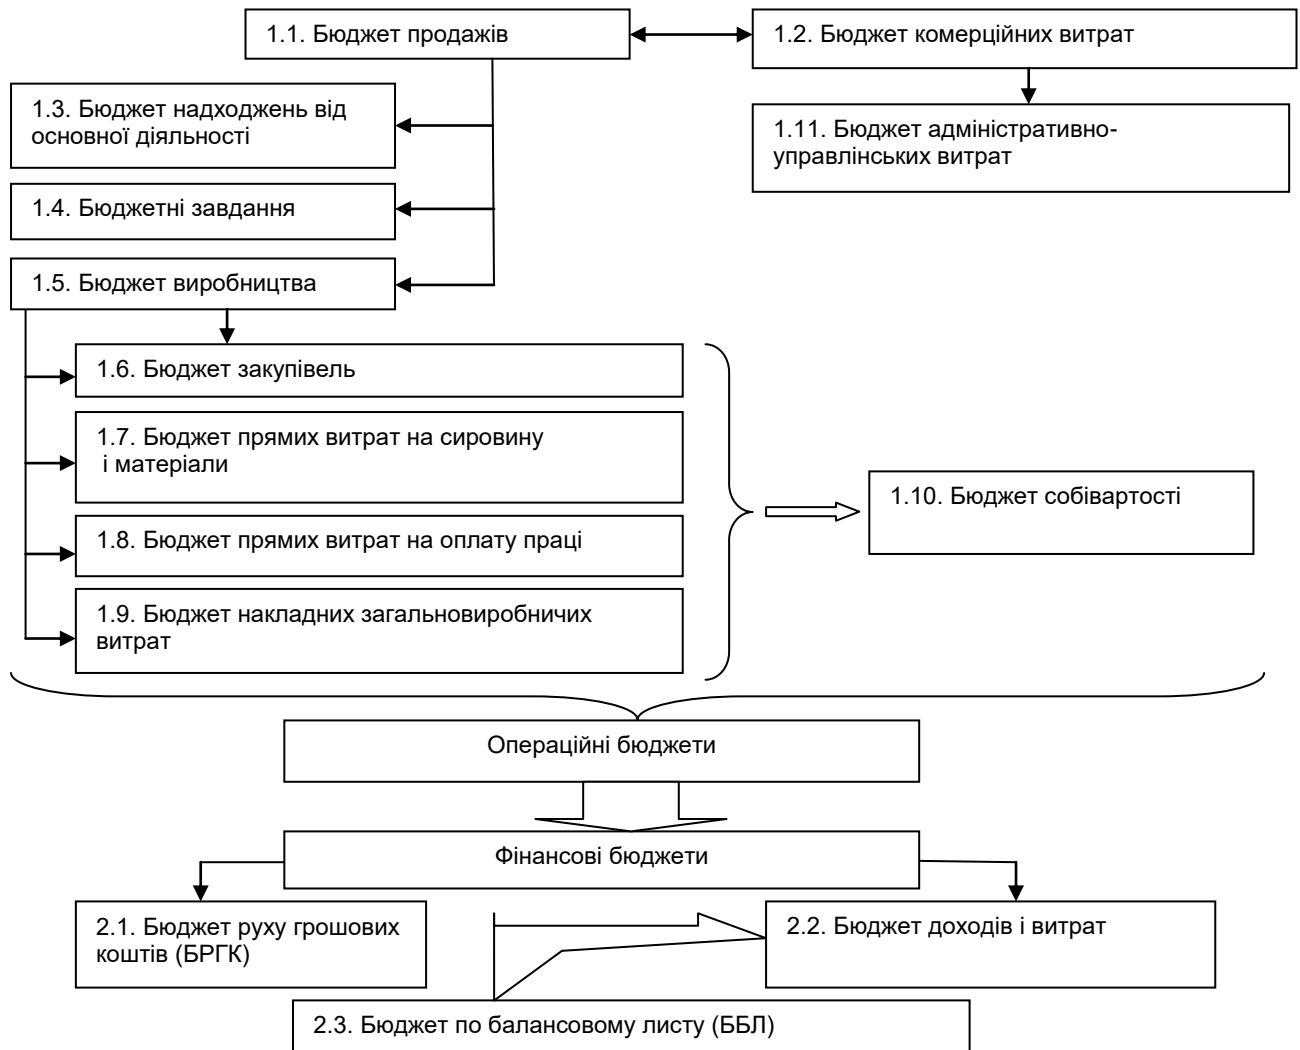 1.1. Бюджет продажів
1.2. Бюджет комерційних витрат
1.3. Бюджет надходжень від
основної діяльності
1.11. Бюджет адміністративно-
управлінських витрат
1.4. Бюджетні завдання
1.5. Бюджет виробництва
1.6. Бюджет закупівель
1.7. Бюджет прямих витрат на сировину
і матеріали
1.10. Бюджет собівартості
1.8. Бюджет прямих витрат на оплату праці
1.9. Бюджет накладних загальновиробничих
витрат
Операційні бюджети
Фінансові бюджети
2.1. Бюджет руху грошових
коштів (БРГК)
2.2. Бюджет доходів і витрат
2.3. Бюджет по балансовому листу (ББЛ)